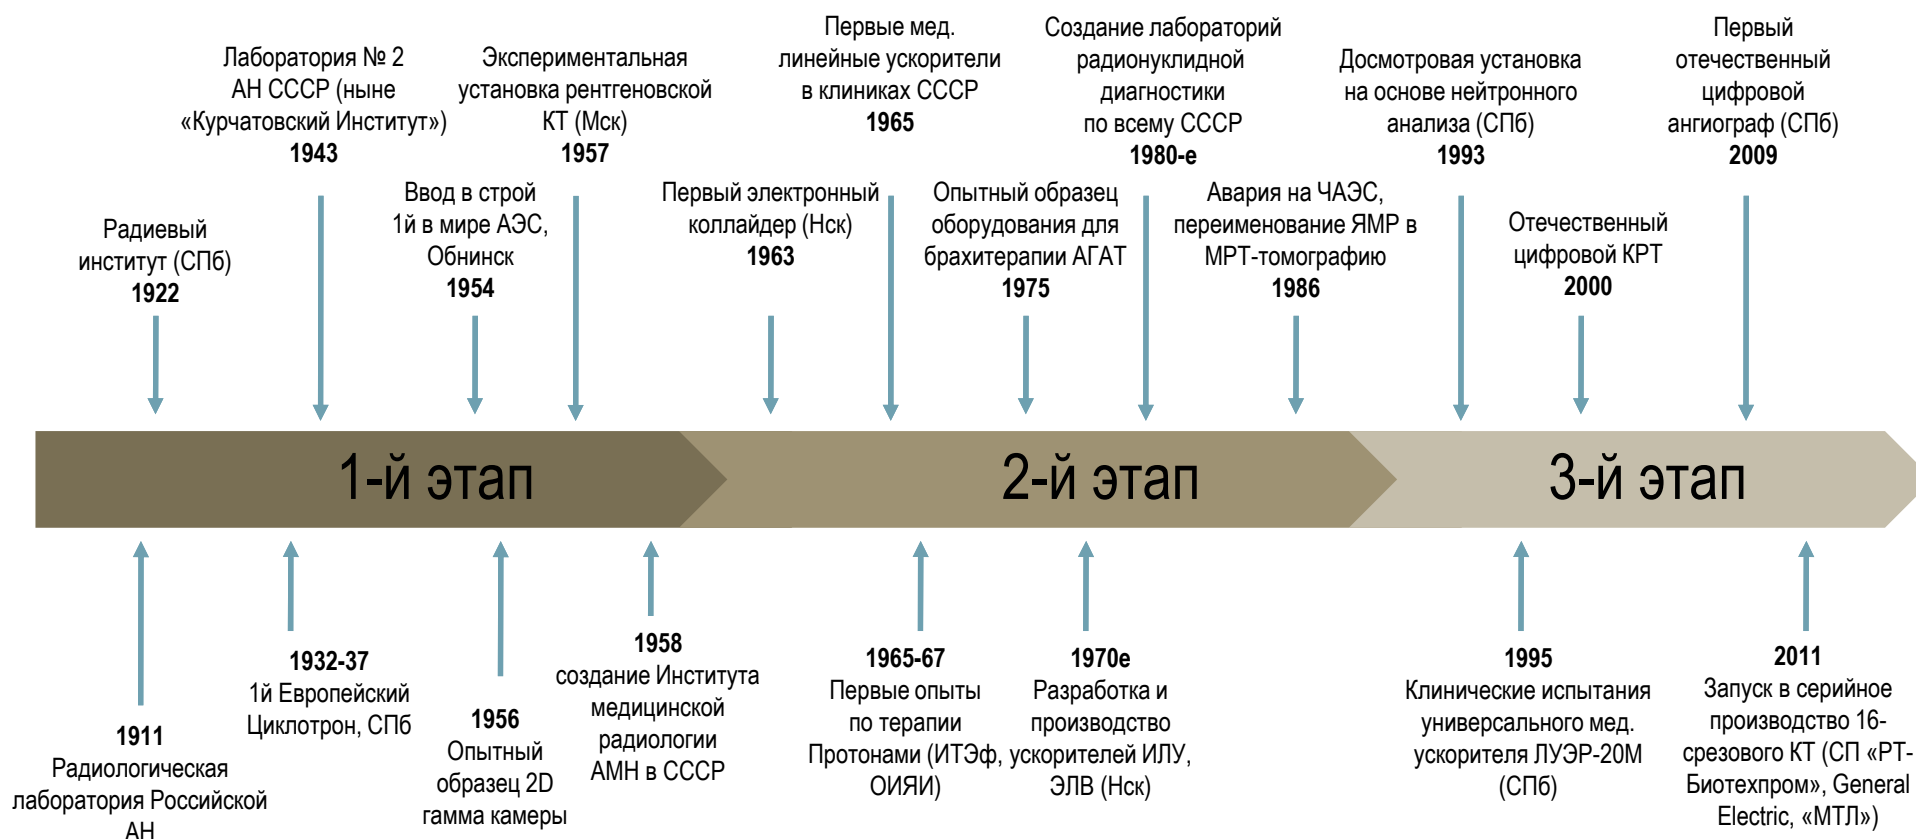 Лаборатория № 2
АН СССР (ныне
«Курчатовский Институт»)
1943
Экспериментальная
установка рентгеновской
КТ (Мск)
1957
Первые мед.
линейные ускорители
в клиниках СССР
1965
Создание лабораторий
радионуклидной
диагностики
по всему СССР
1980-е
Досмотровая установка
на основе нейтронного
анализа (СПб)
1993
Первый
отечественный
цифровой
ангиограф (СПб)
2009
Радиевый
институт (СПб)
1922
Ввод в строй
1й в мире АЭС,
Обнинск
1954
Первый электронный
коллайдер (Нск)
1963
Опытный образец
оборудования для
брахитерапии АГАТ
1975
Авария на ЧАЭС,
переименование ЯМР в
МРТ-томографию
1986
Отечественный
цифровой КРТ
2000
1-й этап
2-й этап
3-й этап
1911
Радиологическая
лаборатория Российской
АН
1932-37
1й Европейский
Циклотрон, СПб
1956
Опытный
образец 2D
гамма камеры
1958
создание Института
медицинской
радиологии
АМН в СССР
1965-67
Первые опыты
по терапии
Протонами (ИТЭф,
ОИЯИ)
1970е
Разработка и
производство
ускорителей ИЛУ,
ЭЛВ (Нск)
1995
Клинические испытания
универсального мед.
ускорителя ЛУЭР-20М
(СПб)
2011
Запуск в серийное
производство 16-
срезового КТ (СП «РТ-
Биотехпром», General
Electric, «МТЛ»)